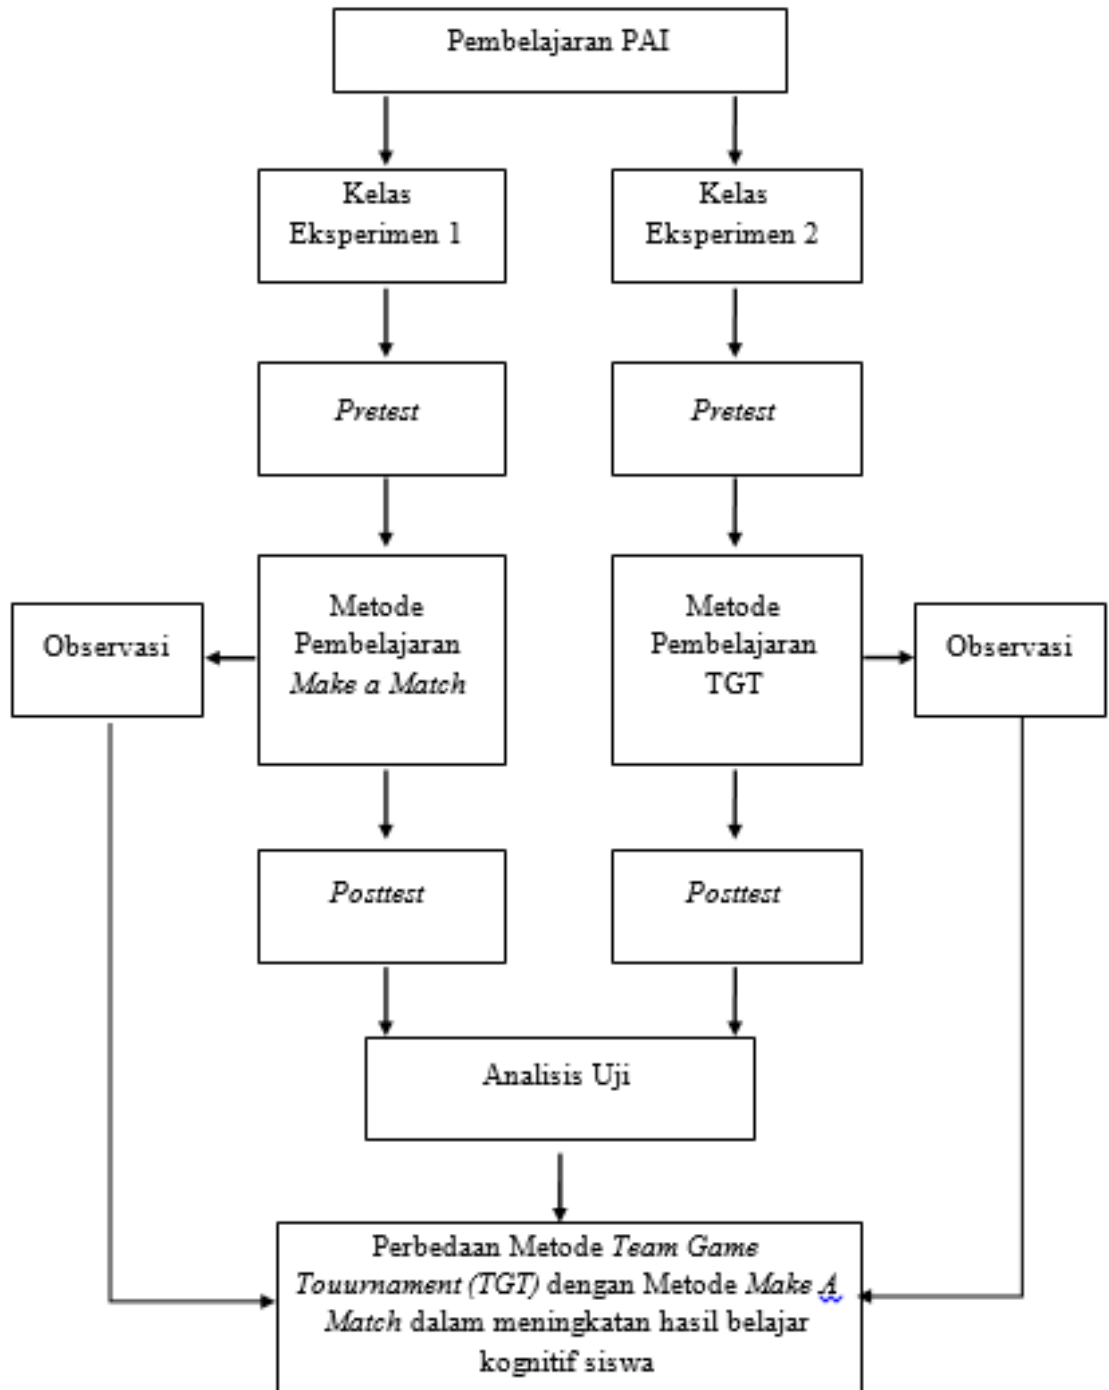 Pembelajaran PAI
Kelas
Eksperimen 1
Kelas
Eksperimen 2
Pretest
Pretest
Metode
Pembelajaran
Make a Match
Metode
Pembelajaran
TGT
Observasi
Observasi
Posttest
Posttest
Analisis Uji
Perbedaan Metode Team Game
Touurnament (TGT) dengan Metode Make A
Match dalam meningkatan hasil belajar
kognitif siswa